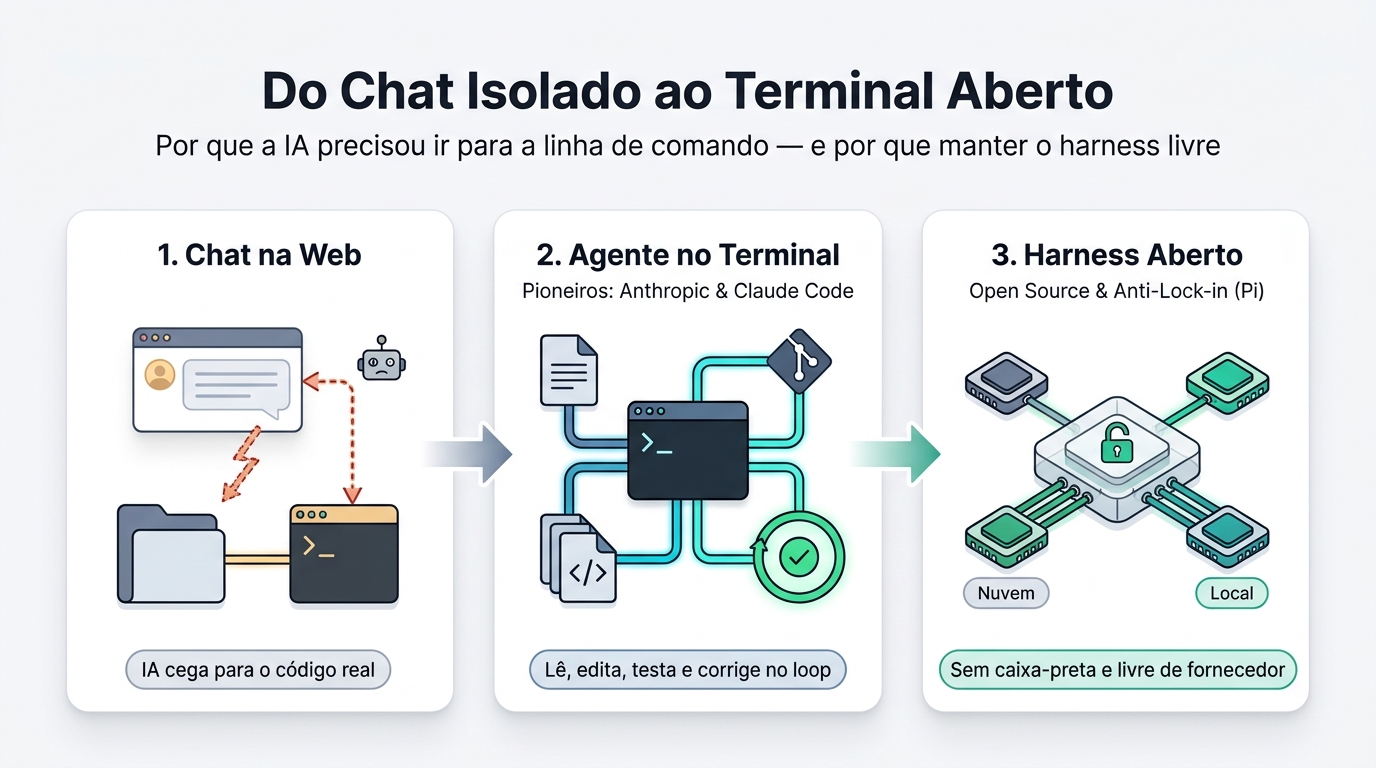 Do Chat Isolado ao Terminal Aberto
Por que a IA precisou ir para a linha de comando — e por que manter o harness livre
1. Chat na Web
>_
IA cega para o código real
2. Agente no Terminal
Pioneiros: Anthropic & Claude Code
>_
</>
Lê, edita, testa e corrige no loop
3. Harness Aberto
Open Source & Anti-Lock-in (Pi)
Nuvem
Local
Sem caixa-preta e livre de fornecedor